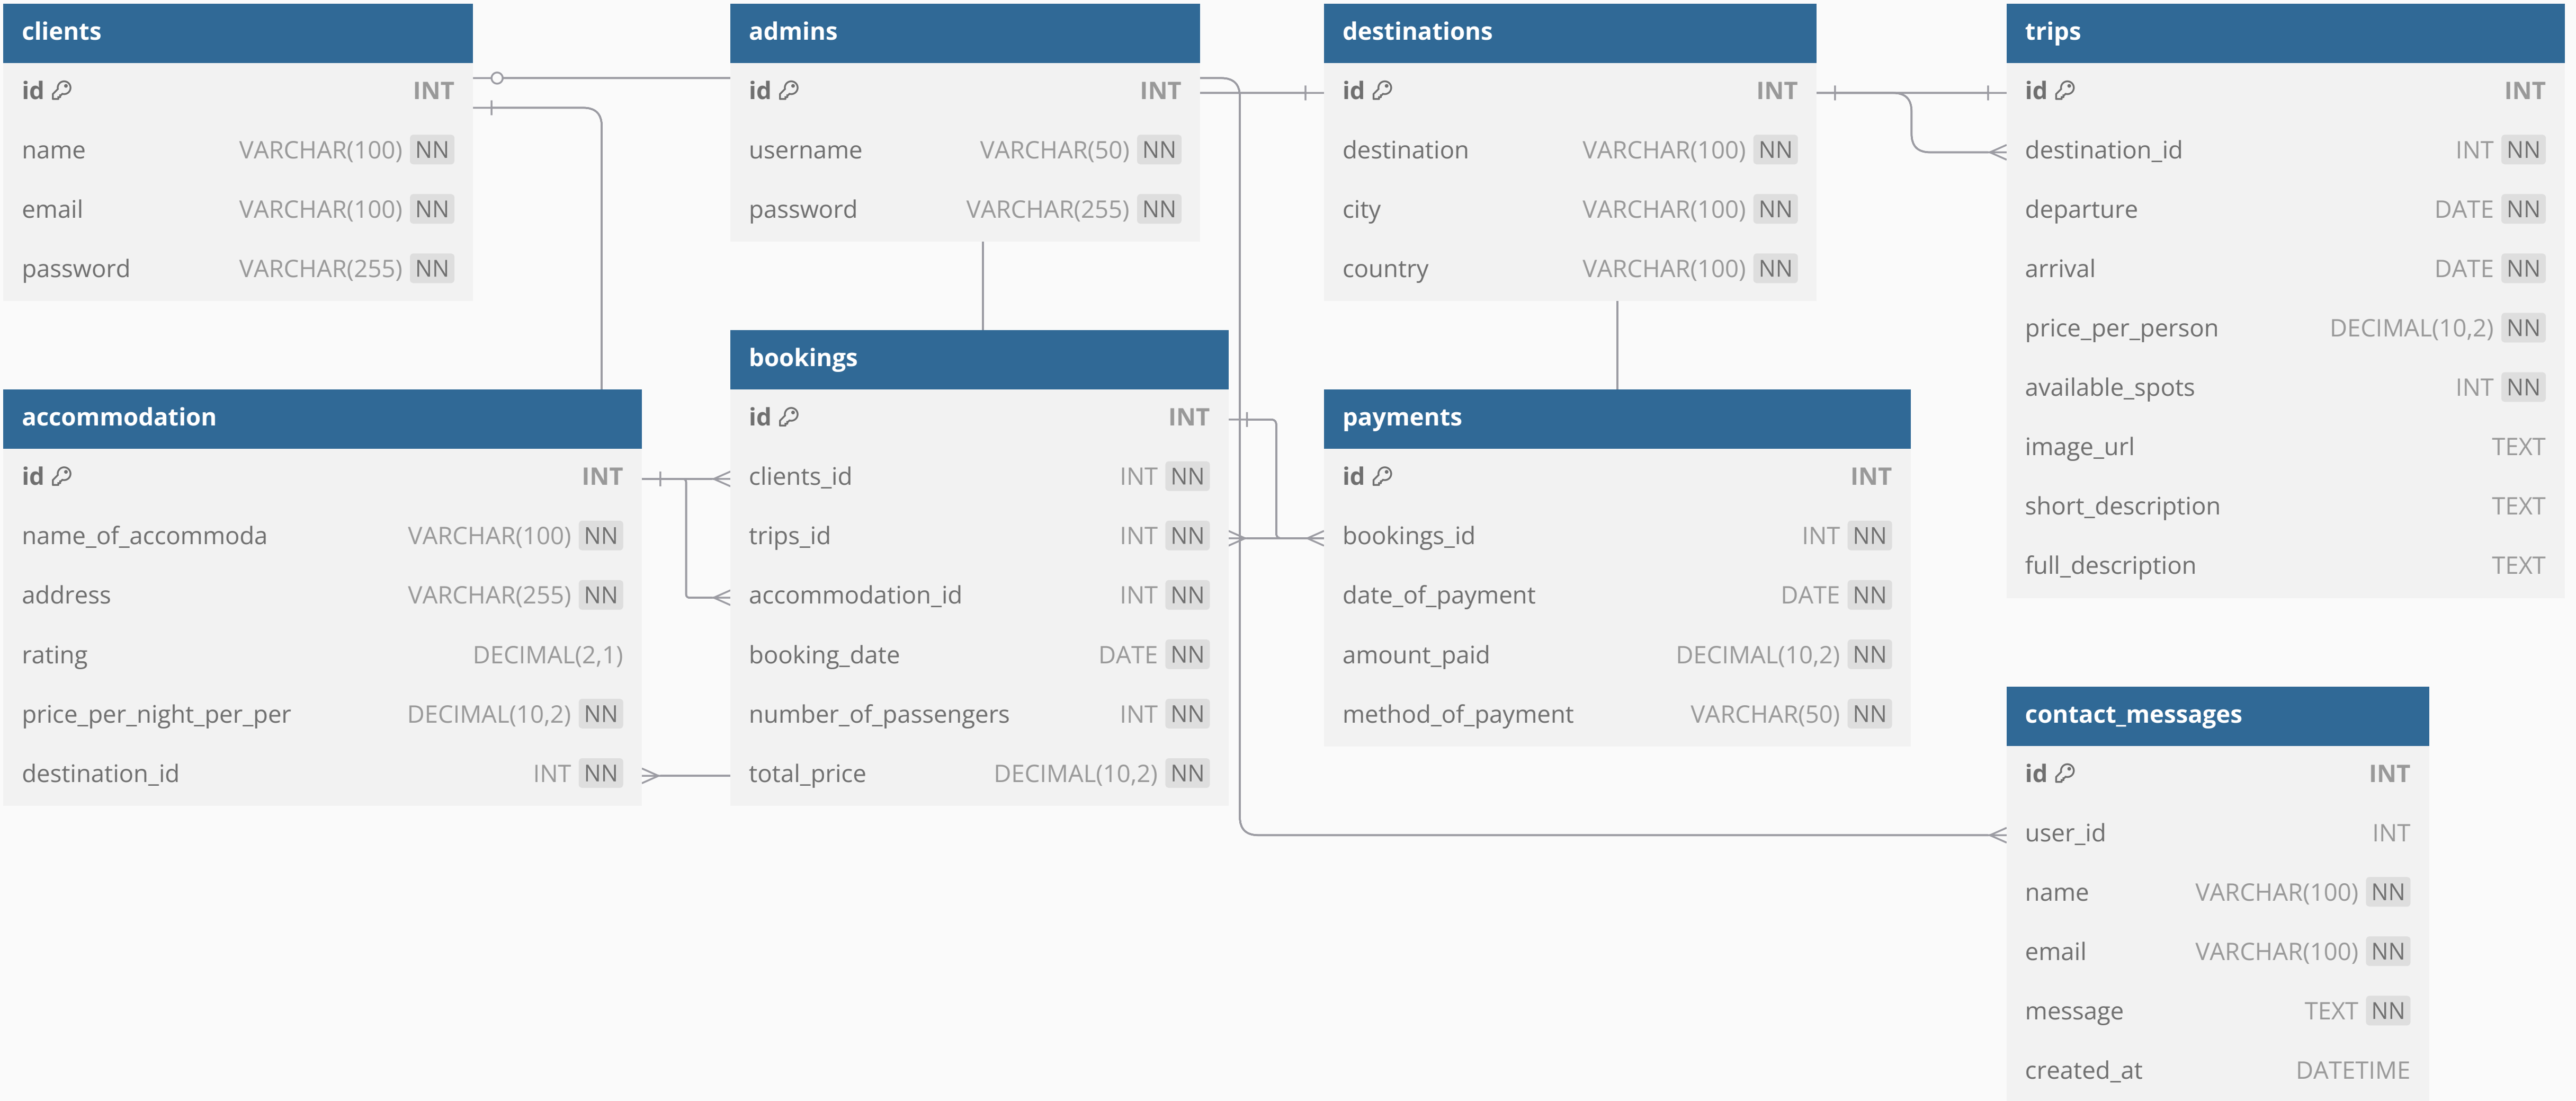 clients
id INT
name VARCHAR(100) NN
email VARCHAR(100) NN
password VARCHAR(255) NN
admins
id INT
username VARCHAR(50) NN
password VARCHAR(255) NN
destinations
id INT
destination VARCHAR(100) NN
city VARCHAR(100) NN
country VARCHAR(100) NN
trips
id INT
destination_id INT NN
departure DATE NN
arrival DATE NN
price_per_person DECIMAL(10,2) NN
available_spots INT NN
image_url TEXT
short_description TEXT
full_description TEXT
accommodation
id INT
name_of_accommoda VARCHAR(100) NN
address VARCHAR(255) NN
rating DECIMAL(2,1)
price_per_night_per_per DECIMAL(10,2) NN
destination_id INT NN
bookings
id INT
clients_id INT NN
trips_id INT NN
accommodation_id INT NN
booking_date DATE NN
number_of_passengers INT NN
total_price DECIMAL(10,2) NN
payments
id INT
bookings_id INT NN
date_of_payment DATE NN
amount_paid DECIMAL(10,2) NN
method_of_payment VARCHAR(50) NN
contact_messages
id INT
user_id INT
name VARCHAR(100) NN
email VARCHAR(100) NN
message TEXT NN
created_at DATETIME